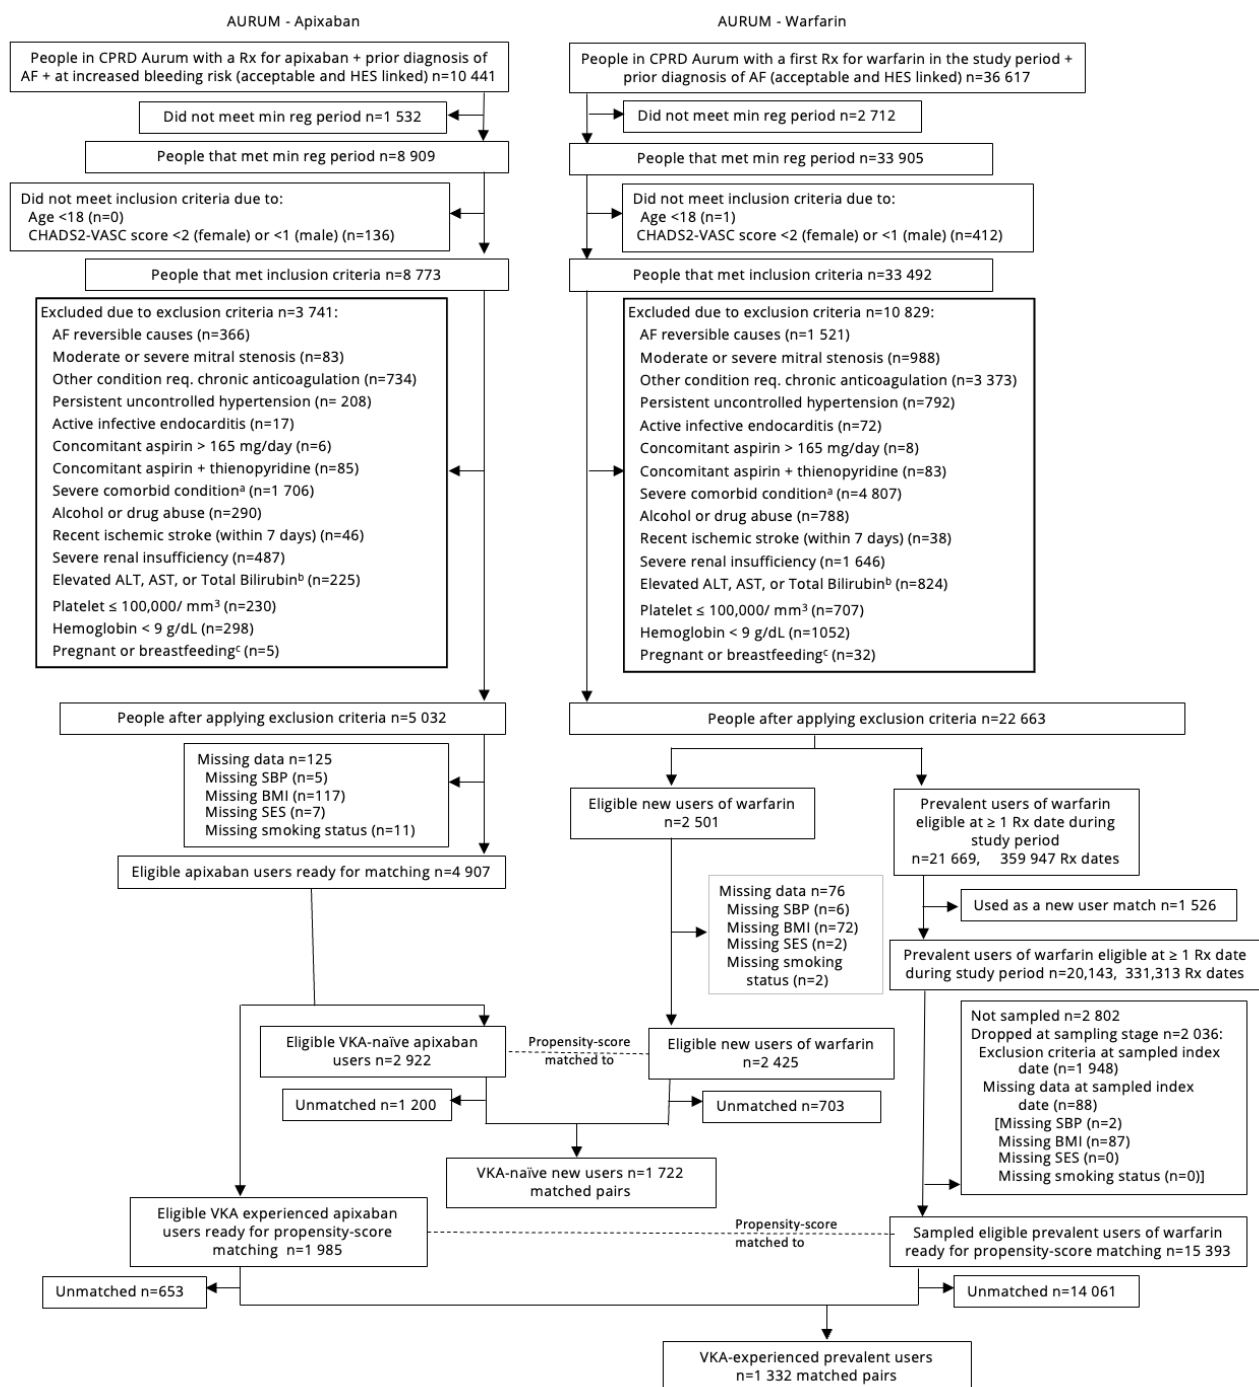 AURUM - Apixaban
People in CPRD Aurum with a Rx for apixaban + prior diagnosis of
AF + at increased bleeding risk (acceptable and HES linked) n=10 441
Did not meet min reg period n=1 532
People that met min reg period n=8 909
Did not meet inclusion criteria due to:
Age <18 (n=0)
CHADS2-VASC score <2 (female) or <1 (male) (n=136)
People that met inclusion criteria n=8 773
Excluded due to exclusion criteria n=3 741:
AF reversible causes (n=366)
Moderate or severe mitral stenosis (n=83)
Other condition req. chronic anticoagulation (n=734)
Persistent uncontrolled hypertension (n= 208)
Active infective endocarditis (n=17)
Concomitant aspirin > 165 mg/day (n=6)
Concomitant aspirin + thienopyridine (n=85)
Severe comorbid conditionᵃ (n=1 706)
Alcohol or drug abuse (n=290)
Recent ischemic stroke (within 7 days) (n=46)
Severe renal insufficiency (n=487)
Elevated ALT, AST, or Total Bilirubinᵇ (n=225)
Platelet ≤ 100,000/ mm³ (n=230)
Hemoglobin < 9 g/dL (n=298)
Pregnant or breastfeedingᶜ (n=5)
People after applying exclusion criteria n=5 032
Missing data n=125
Missing SBP (n=5)
Missing BMI (n=117)
Missing SES (n=7)
Missing smoking status (n=11)
Eligible apixaban users ready for matching n=4 907
AURUM - Warfarin
People in CPRD Aurum with a first Rx for warfarin in the study period +
prior diagnosis of AF (acceptable and HES linked) n=36 617
Did not meet min reg period n=2 712
People that met min reg period n=33 905
Did not meet inclusion criteria due to:
Age <18 (n=1)
CHADS2-VASC score <2 (female) or <1 (male) (n=412)
People that met inclusion criteria n=33 492
Excluded due to exclusion criteria n=10 829:
AF reversible causes (n=1 521)
Moderate or severe mitral stenosis (n=988)
Other condition req. chronic anticoagulation (n=3 373)
Persistent uncontrolled hypertension (n=792)
Active infective endocarditis (n=72)
Concomitant aspirin > 165 mg/day (n=8)
Concomitant aspirin + thienopyridine (n=83)
Severe comorbid conditionᵃ (n=4 807)
Alcohol or drug abuse (n=788)
Recent ischemic stroke (within 7 days) (n=38)
Severe renal insufficiency (n=1 646)
Elevated ALT, AST, or Total Bilirubinᵇ (n=824)
Platelet ≤ 100,000/ mm³ (n=707)
Hemoglobin < 9 g/dL (n=1052)
Pregnant or breastfeedingᶜ (n=32)
People after applying exclusion criteria n=22 663
Eligible new users of warfarin
n=2 501
Missing data n=76
Missing SBP (n=6)
Missing BMI (n=72)
Missing SES (n=2)
Missing smoking
status (n=2)
Prevalent users of warfarin
eligible at ≥ 1 Rx date during
study period
n=21 669, 359 947 Rx dates
Used as a new user match n=1 526
Prevalent users of warfarin eligible at ≥ 1 Rx date
during study period n=20,143, 331,313 Rx dates
Not sampled n=2 802
Dropped at sampling stage n=2 036:
Exclusion criteria at sampled index
date (n=1 948)
Missing data at sampled index
date (n=88)
[Missing SBP (n=2)
Missing BMI (n=87)
Missing SES (n=0)
Missing smoking status (n=0)]
Eligible VKA-naïve apixaban
users n=2 922
Propensity-score
matched to
Eligible new users of warfarin
n=2 425
Unmatched n=1 200
Unmatched n=703
VKA-naïve new users n=1 722
matched pairs
Eligible VKA experienced apixaban
users ready for propensity-score
matching n=1 985
Propensity-score
matched to
Sampled eligible prevalent users of warfarin
ready for propensity-score matching n=15 393
Unmatched n=653
Unmatched n=14 061
VKA-experienced prevalent users
n=1 332 matched pairs